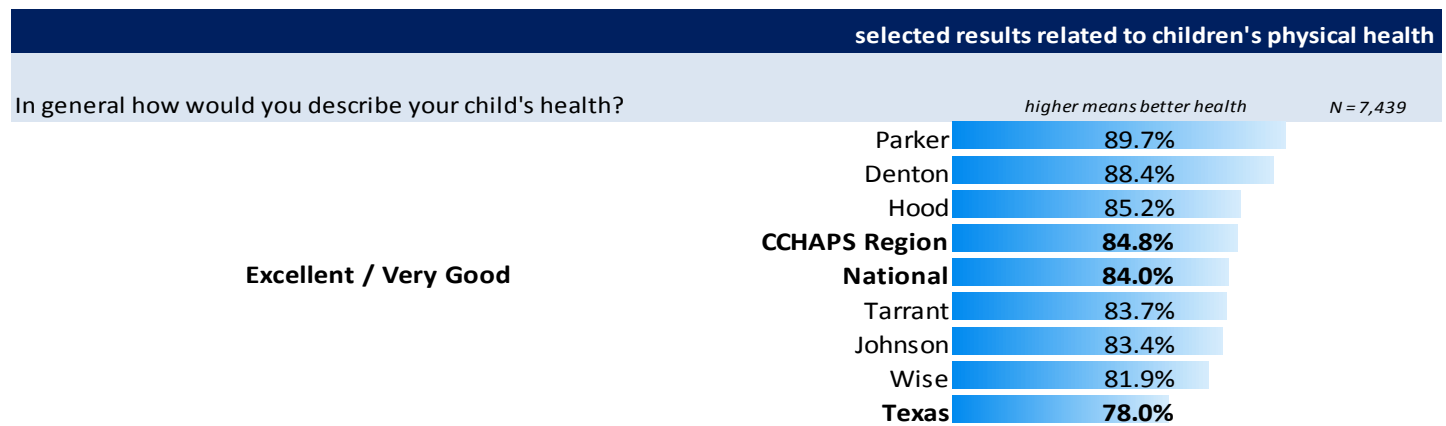 selected results related to children's physical health
In general how would you describe your child's health? higher means better health N = 7,439
Parker 89.7%
Denton 88.4%
Hood 85.2%
CCHAPS Region 84.8%
Excellent / Very Good National 84.0%
Tarrant 83.7%
Johnson 83.4%
Wise 81.9%
Texas 78.0%